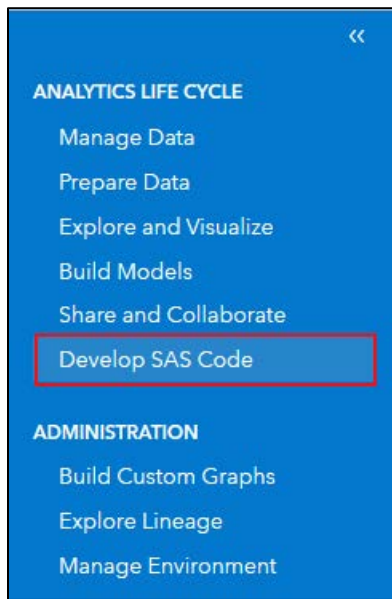 «
ANALYTICS LIFE CYCLE
Manage Data
Prepare Data
Explore and Visualize
Build Models
Share and Collaborate
Develop SAS Code
ADMINISTRATION
Build Custom Graphs
Explore Lineage
Manage Environment